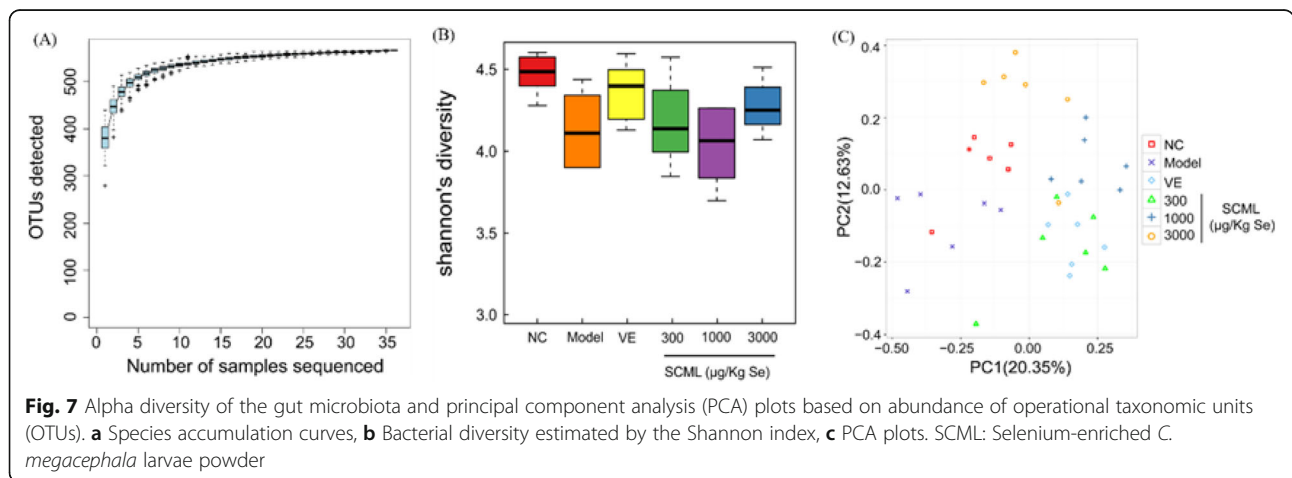 (A)
OTUs detected
500
400
300
200
100
0
0 5 10 15 20 25 30 35
Number of samples sequenced
(B)
shannon's diversity
4.5
4.0
4.5
3.0
NC Model VE 300 1000 3000
SCML (µg/Kg Se)
(C)
PC2(12.63%)
0.4
0.2
0.0
−0.2
−0.4
−0.50 −0.25 0.00 0.25
PC1(20.35%)
NC
Model
VE
300
1000
3000
SCML
(µg/Kg Se)
Fig. 7 Alpha diversity of the gut microbiota and principal component analysis (PCA) plots based on abundance of operational taxonomic units
(OTUs). a Species accumulation curves, b Bacterial diversity estimated by the Shannon index, c PCA plots. SCML: Selenium-enriched C.
megacephala larvae powder